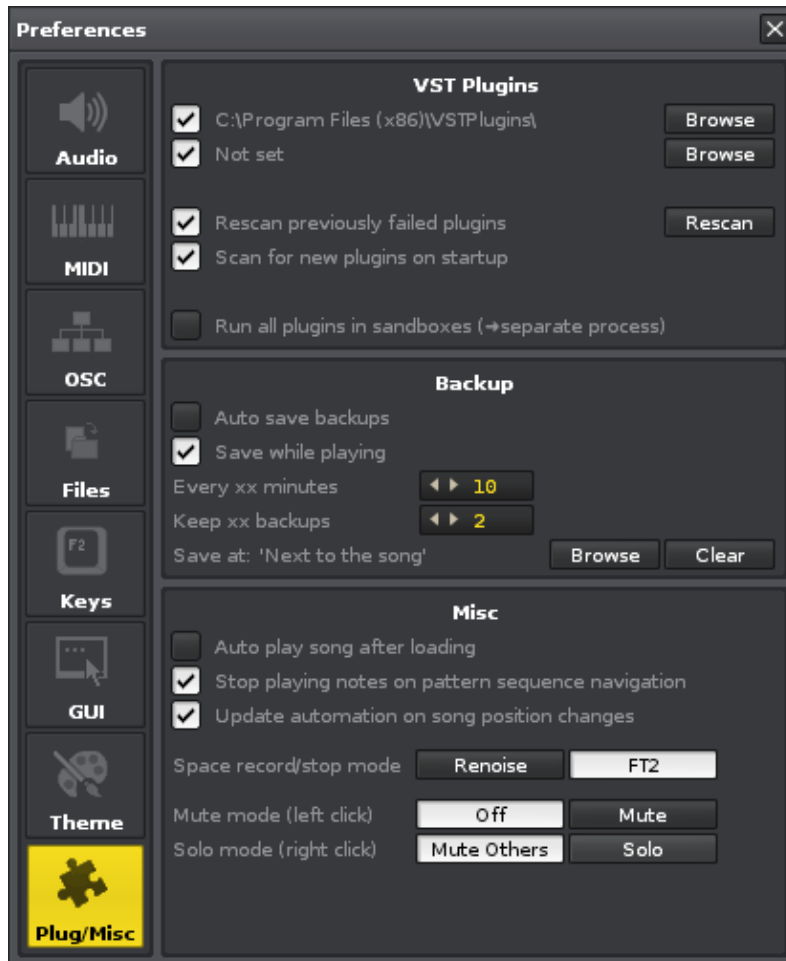 Preferences
Audio
MIDI
OSC
Files
F2
Keys
GUI
Theme
Plug/Misc
VST Plugins
C:\Program Files (x86)\VSTPlugins\ Browse
Not set Browse
Rescan previously failed plugins Rescan
Scan for new plugins on startup
Run all plugins in sandboxes (➜separate process)
Backup
Auto save backups
Save while playing
Every xx minutes 10
Keep xx backups 2
Save at: 'Next to the song' Browse Clear
Misc
Auto play song after loading
Stop playing notes on pattern sequence navigation
Update automation on song position changes
Space record/stop mode Renoise FT2
Mute mode (left click) Off Mute
Solo mode (right click) Mute Others Solo